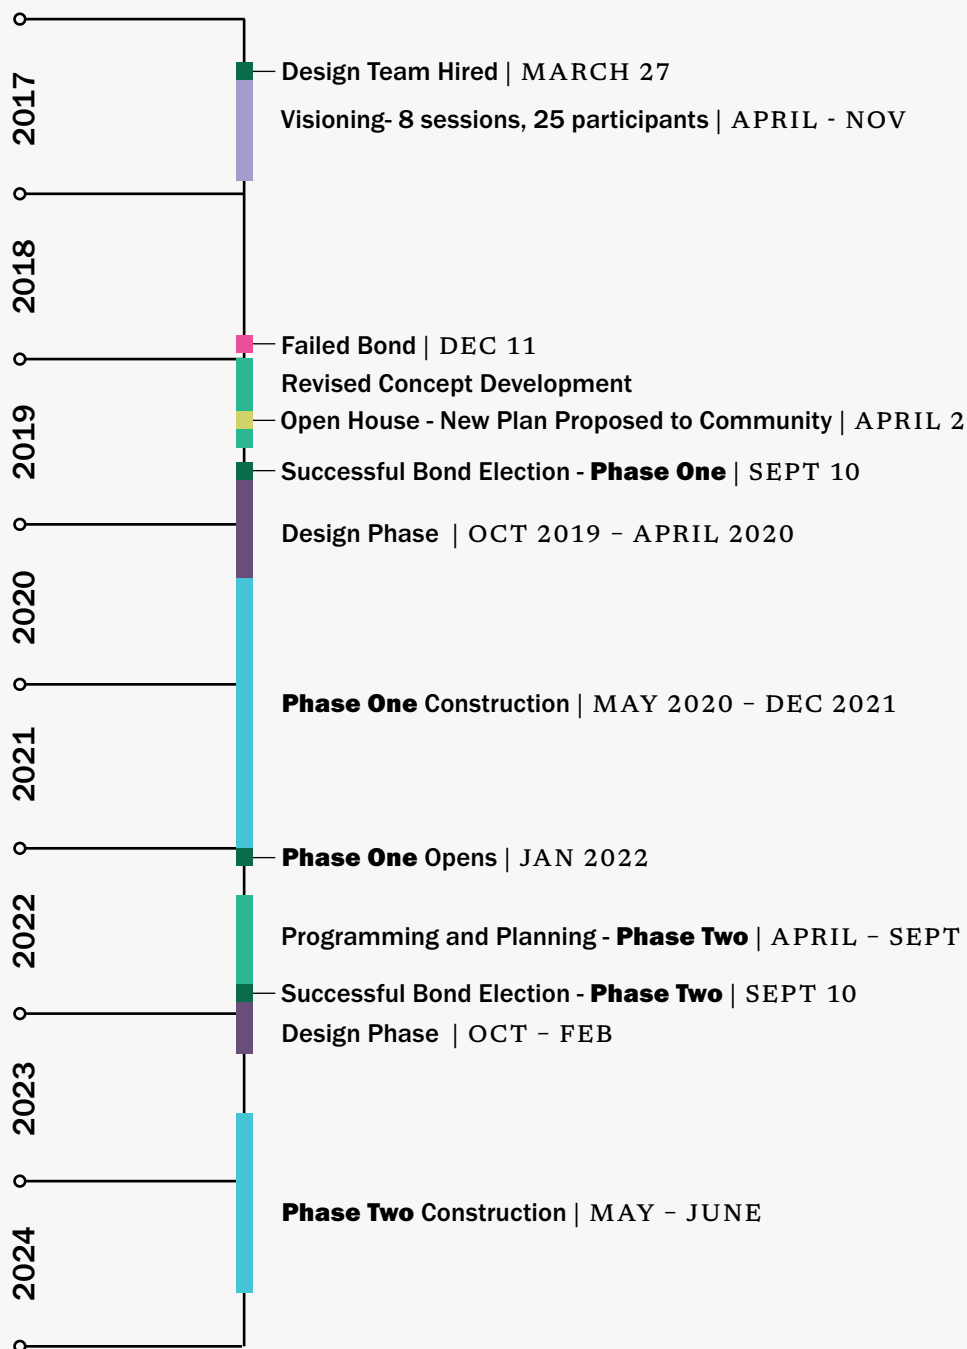 2017
Design Team Hired | MARCH 27
Visioning- 8 sessions, 25 participants | APRIL - NOV
2018
Failed Bond | DEC 11
Revised Concept Development
2019
Open House - New Plan Proposed to Community | APRIL 2
Successful Bond Election - Phase One | SEPT 10
Design Phase | OCT 2019 – APRIL 2020
2020
Phase One Construction | MAY 2020 – DEC 2021
2021
Phase One Opens | JAN 2022
2022
Programming and Planning - Phase Two | APRIL – SEPT
Successful Bond Election - Phase Two | SEPT 10
Design Phase | OCT – FEB
2023
Phase Two Construction | MAY – JUNE
2024